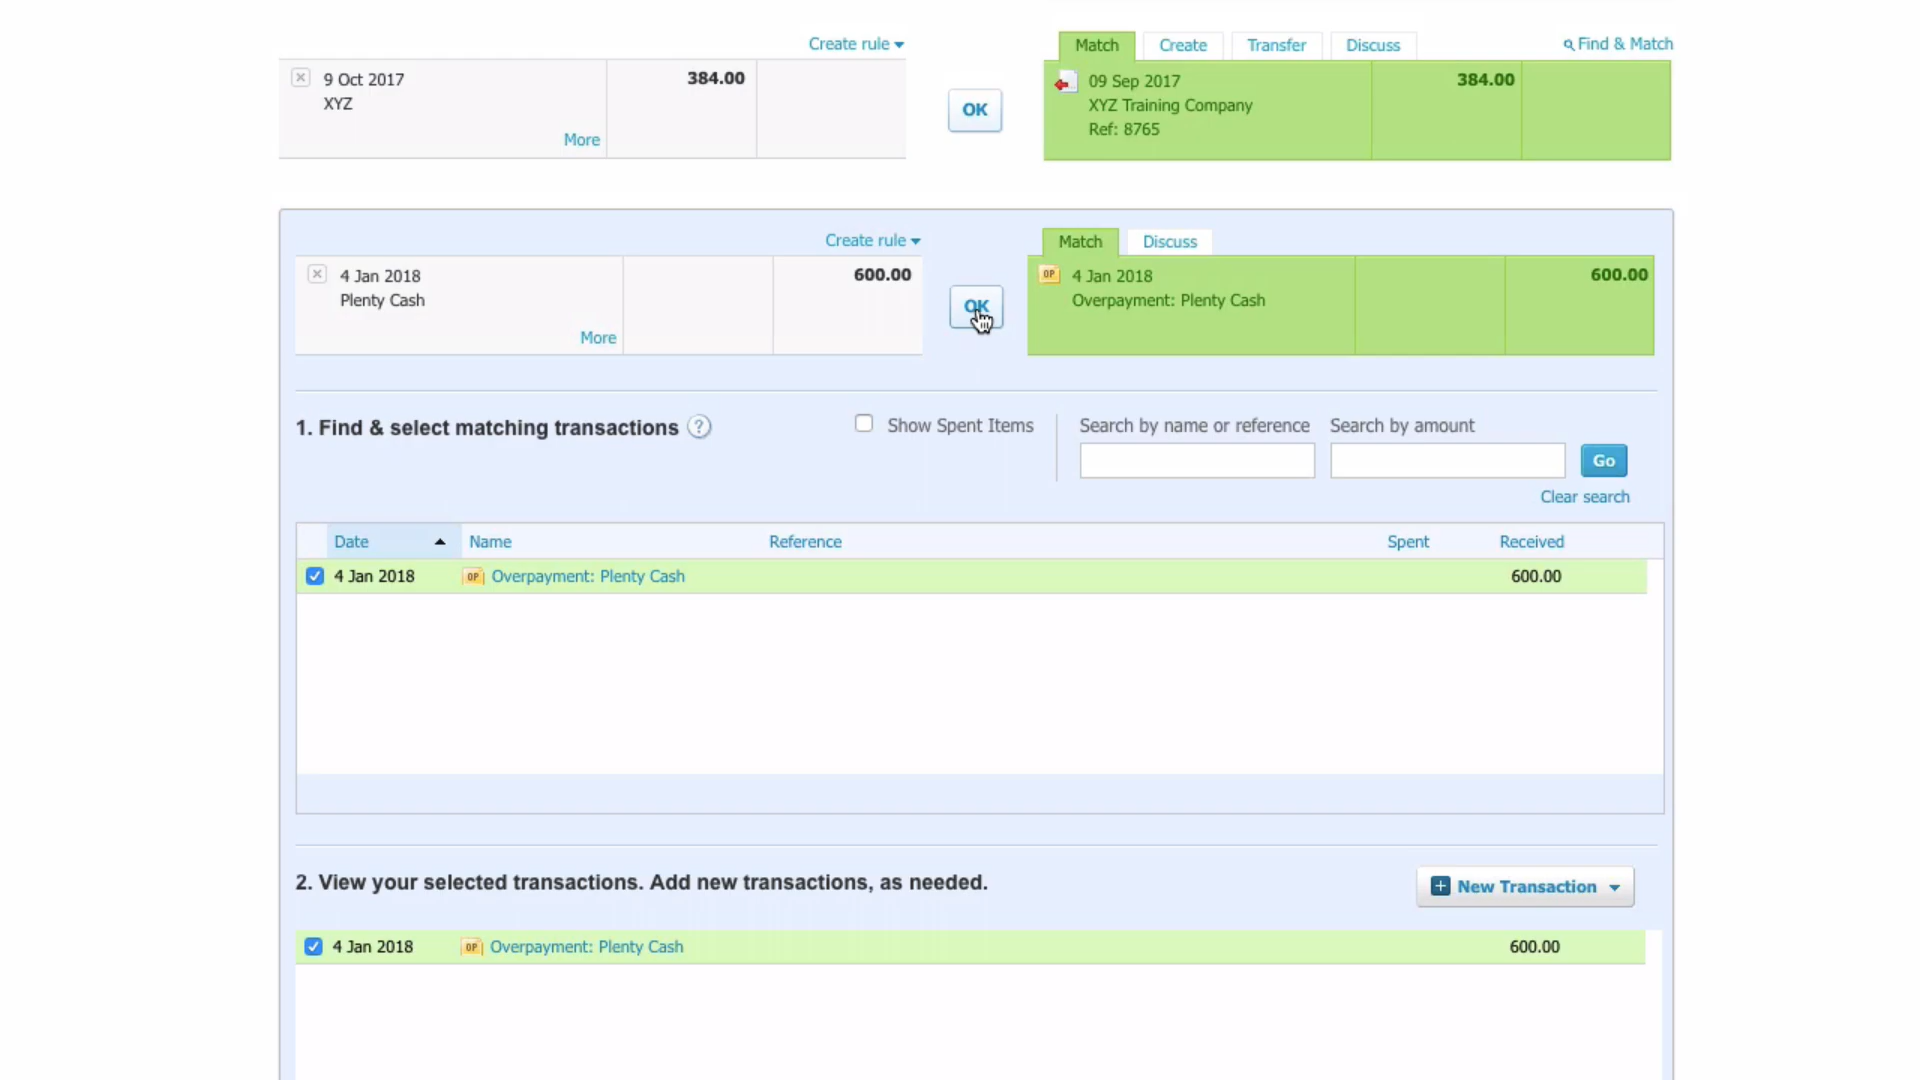 Create rule
Match Create Transfer Discuss Find & Match
9 Oct 2017 384.00
XYZ
More
OK
09 Sep 2017 384.00
XYZ Training Company
Ref: 8765
Create rule
Match Discuss
4 Jan 2018 600.00
Plenty Cash
More
OK
OP 4 Jan 2018 600.00
Overpayment: Plenty Cash
1. Find & select matching transactions ?
Show Spent Items
Search by name or reference Search by amount
Go
Clear search
Date Name Reference Spent Received
4 Jan 2018 OP Overpayment: Plenty Cash 600.00
2. View your selected transactions. Add new transactions, as needed.
New Transaction
4 Jan 2018 OP Overpayment: Plenty Cash 600.00